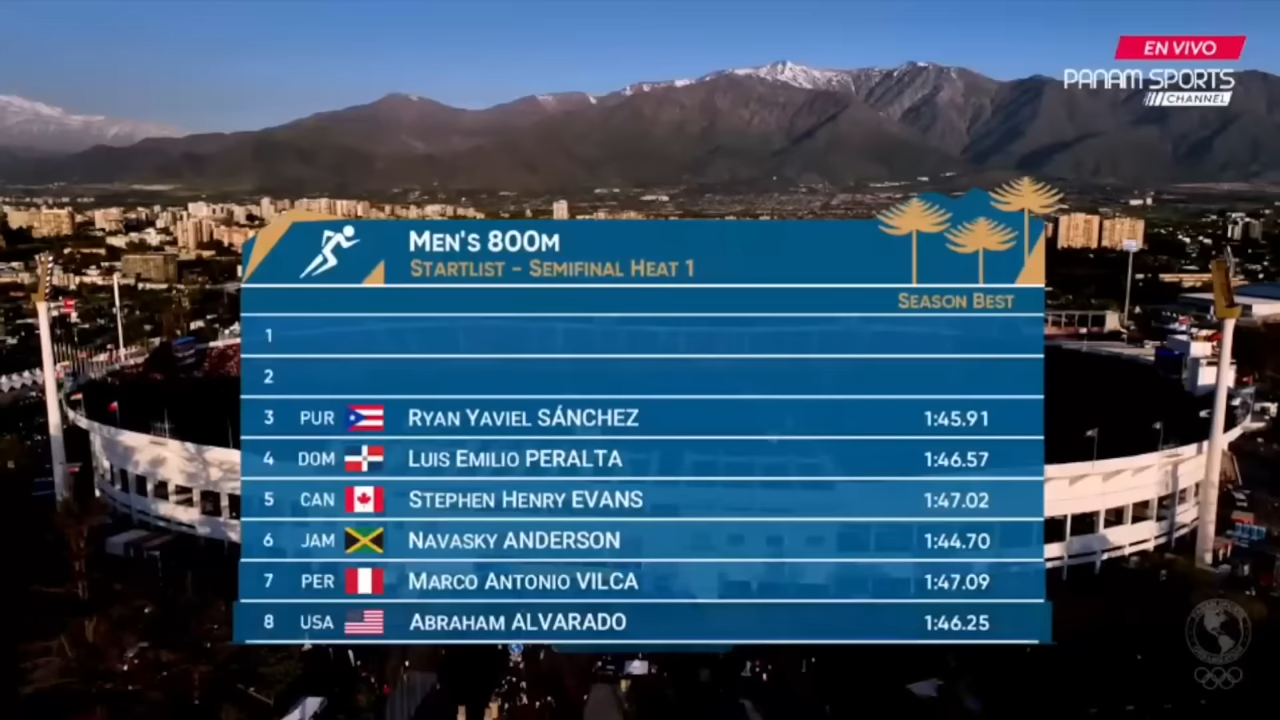 EN VIVO
PANAM SPORTS
CHANNEL
MEN'S 800M
STARTLIST - SEMIFINAL HEAT 1
SEASON BEST
1
2
3 PUR RYAN YAVIEL SÁNCHEZ 1:45.91
4 DOM LUIS EMILIO PERALTA 1:46.57
5 CAN STEPHEN HENRY EVANS 1:47.02
6 JAM NAVASKY ANDERSON 1:44.70
7 PER MARCO ANTONIO VILCA 1:47.09
8 USA ABRAHAM ALVARADO 1:46.25